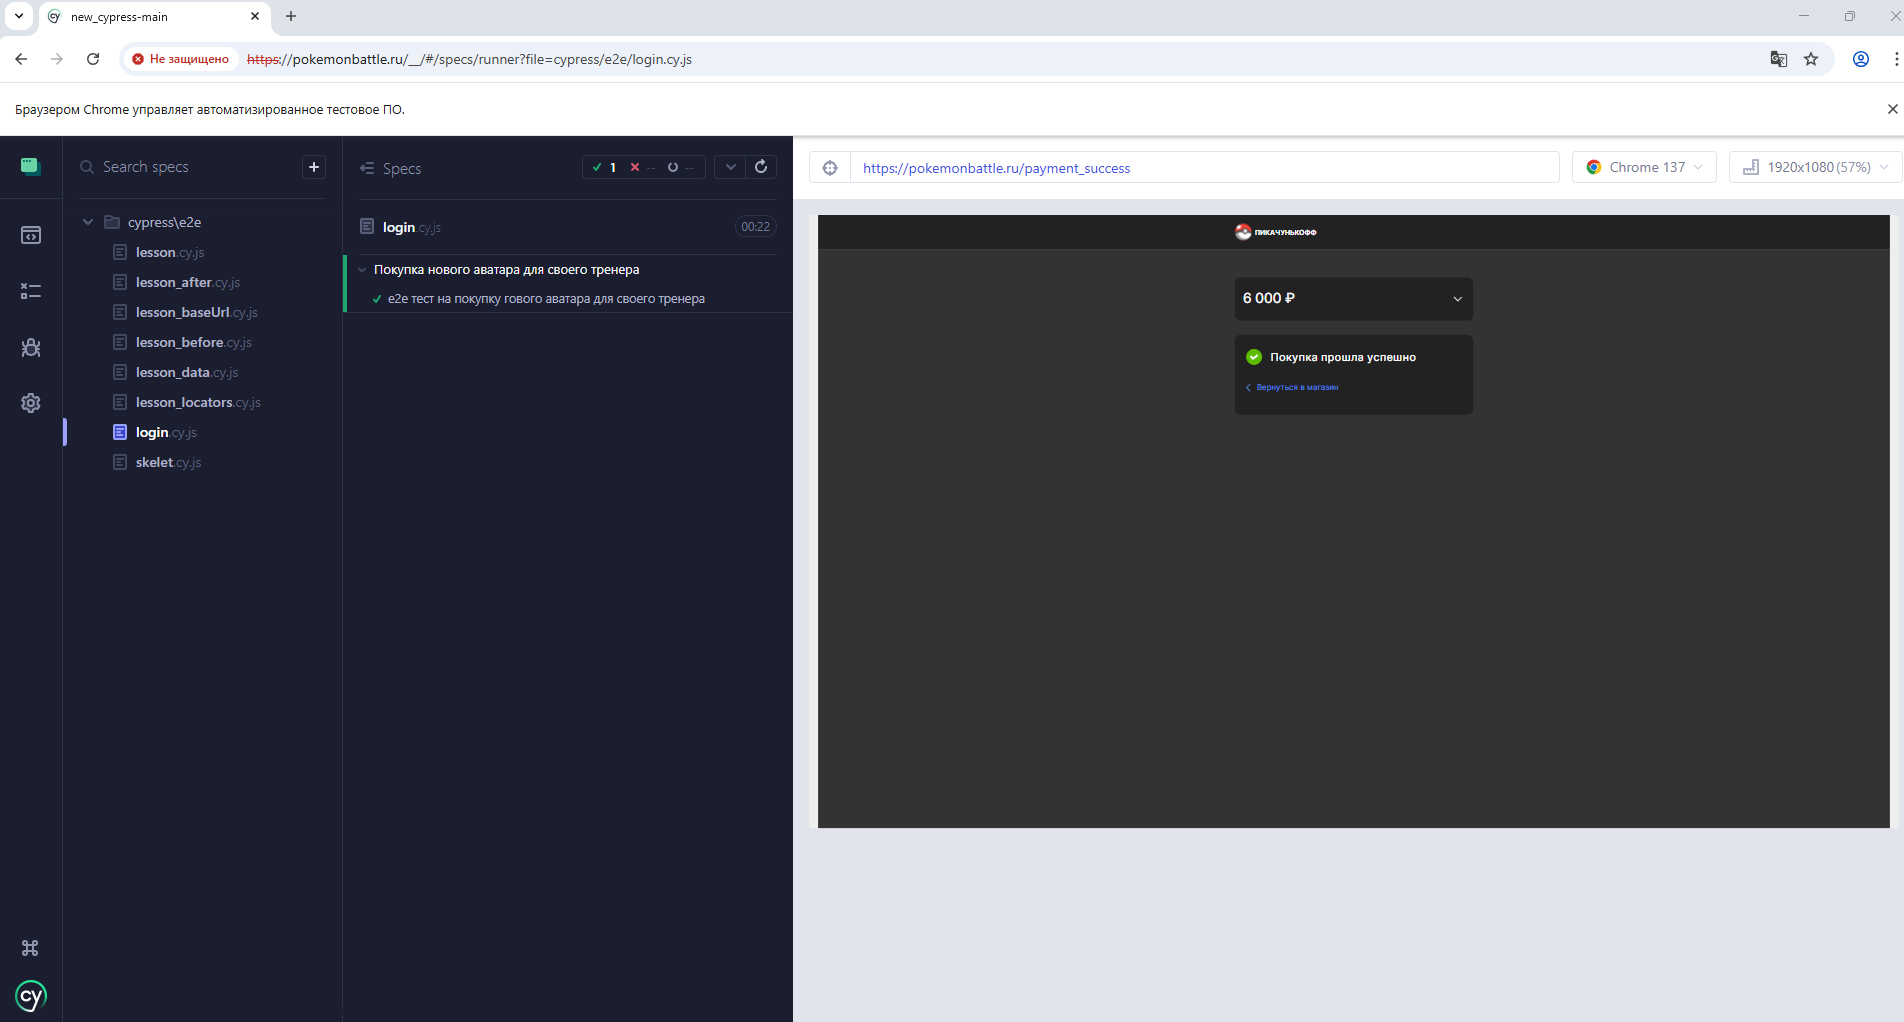 new_cypress-main
Не защищено https://pokemonbattle.ru/__/#/specs/runner?file=cypress/e2e/login.cy.js
Браузером Chrome управляет автоматизированное тестовое ПО.
Search specs
+
cypress\e2e
lesson.cy.js
lesson_after.cy.js
lesson_baseUrl.cy.js
lesson_before.cy.js
lesson_data.cy.js
lesson_locators.cy.js
login.cy.js
skelet.cy.js
cy
Specs
1 -- --
login.cy.js 00:22
Покупка нового аватара для своего тренера
е2е тест на покупку гового аватара для своего тренера
https://pokemonbattle.ru/payment_success
Chrome 137
1920x1080 (57%)
ПИКАЧУНЬКОФФ
6 000 ₽
Покупка прошла успешно
Вернуться в магазин